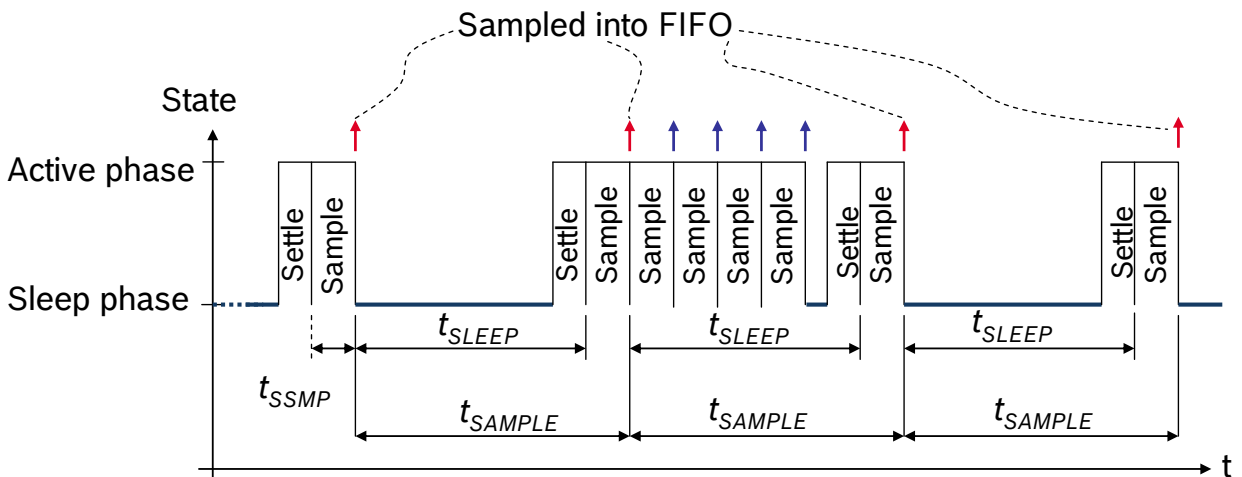 Sampled into FIFO
State
Active phase
Settle
Sample
Settle
Sample
Sample
Sample
Sample
Sample
Settle
Sample
Settle
Sample
Sleep phase
tSLEEP
tSLEEP
tSLEEP
tSSMP
tSAMPLE
tSAMPLE
tSAMPLE
t